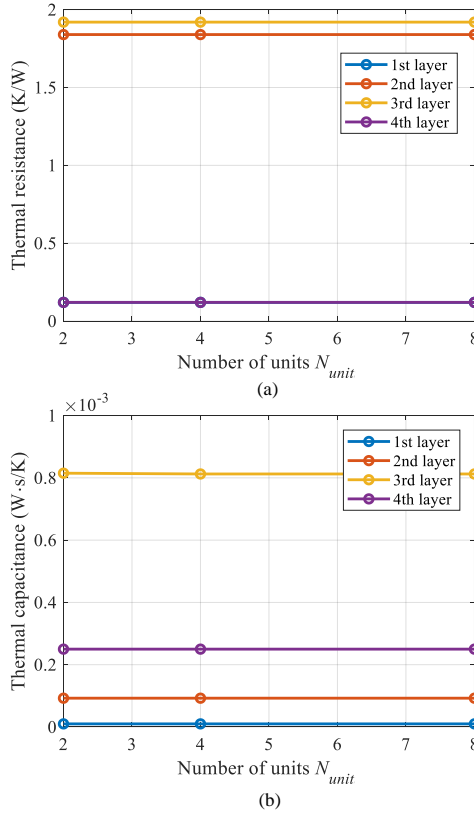 2
1.5
1
0.5
0
Thermal resistance (K/W)
1st layer
2nd layer
3rd layer
4th layer
2 3 4 5 6 7 8
Number of units N_unit
(a)
×10⁻³
1
0.8
0.6
0.4
0.2
0
Thermal capacitance (W·s/K)
1st layer
2nd layer
3rd layer
4th layer
2 3 4 5 6 7 8
Number of units N_unit
(b)